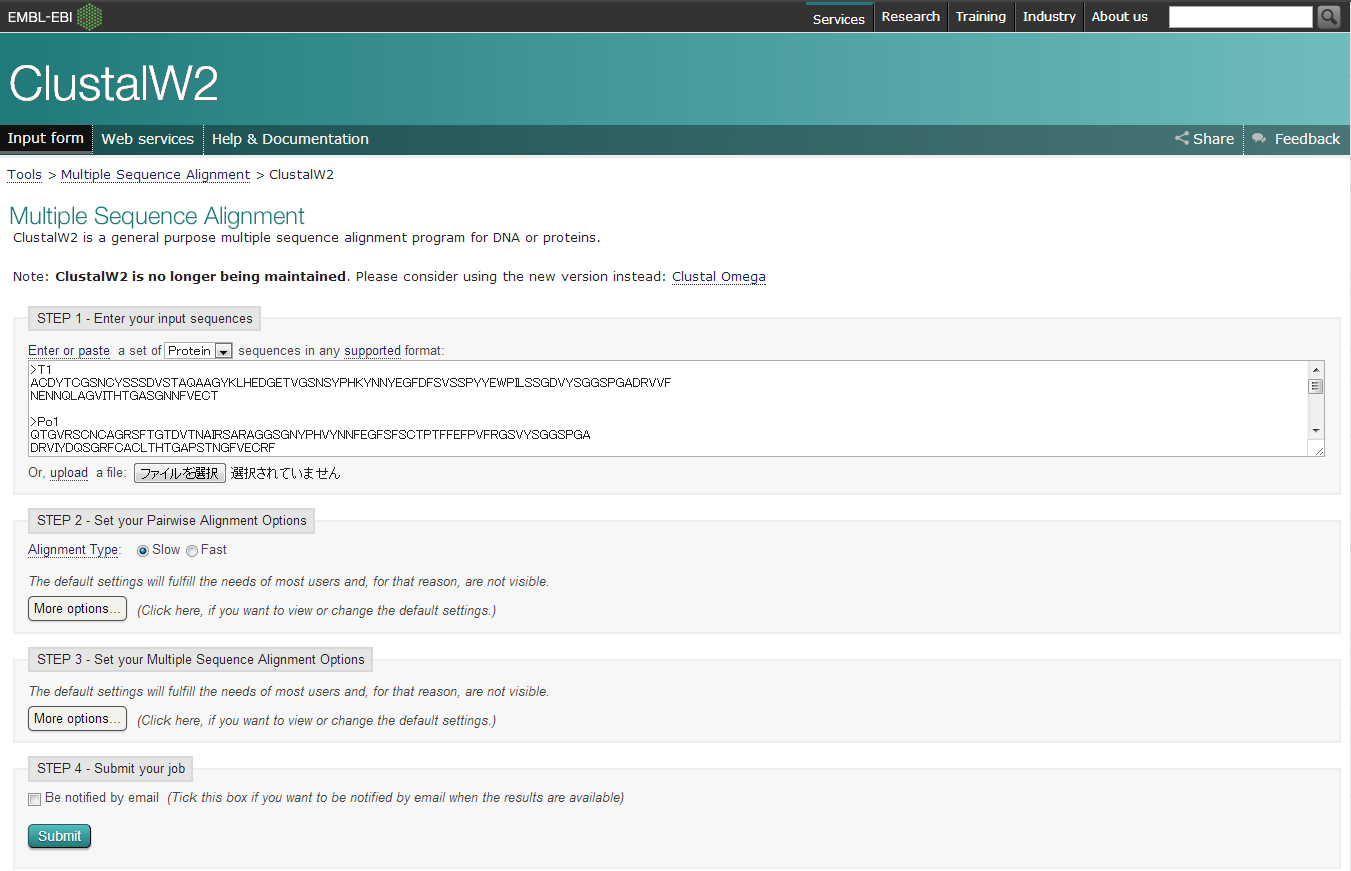 EMBL-EBI
Services Research Training Industry About us
ClustalW2
Input form Web services Help & Documentation Share Feedback
Tools > Multiple Sequence Alignment > ClustalW2
Multiple Sequence Alignment
ClustalW2 is a general purpose multiple sequence alignment program for DNA or proteins.
Note: ClustalW2 is no longer being maintained. Please consider using the new version instead: Clustal Omega
STEP 1 - Enter your input sequences
Enter or paste a set of Protein sequences in any supported format:
>T1
ACDYTCGSNCYSSSDVSTAQAAGYKLHEDGETVGSNSYPHKYNNYEGFDFSVSSPYYEWPILSSGDVYSGGSPGADRVVF
NENNQLAGVITHTGASGNNFVECT
>Po1
QTGVRSCNCAGRSFTGTDVTNAIRSARAGGSGNYPHVYNNFEGFSFSCTPTFFEFPVFRGSVYSGGSPGA
DRVIYDQSGRFCACLTHTGAPSTNGFVECRF
Or, upload a file: ファイルを選択 選択されていません
STEP 2 - Set your Pairwise Alignment Options
Alignment Type: Slow Fast
The default settings will fulfill the needs of most users and, for that reason, are not visible.
More options... (Click here, if you want to view or change the default settings.)
STEP 3 - Set your Multiple Sequence Alignment Options
The default settings will fulfill the needs of most users and, for that reason, are not visible.
More options... (Click here, if you want to view or change the default settings.)
STEP 4 - Submit your job
Be notified by email (Tick this box if you want to be notified by email when the results are available)
Submit